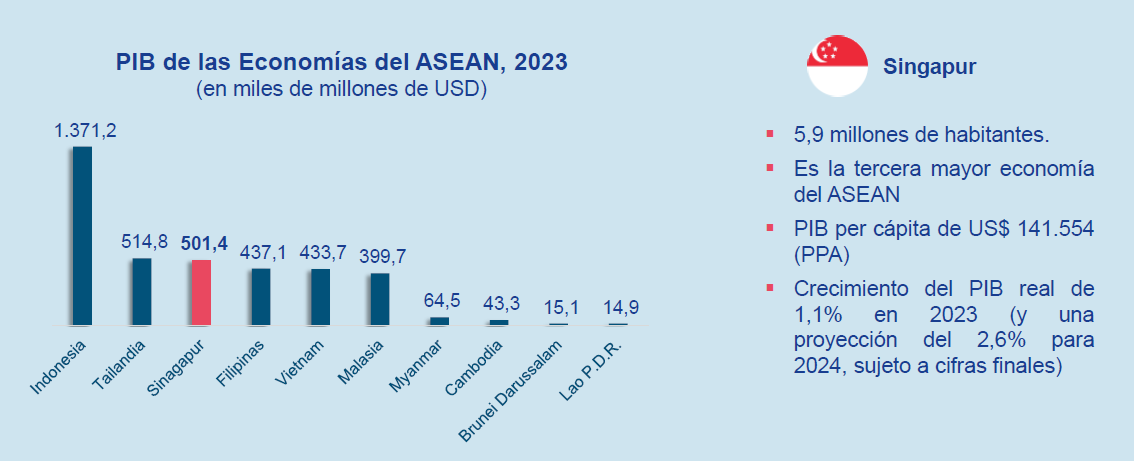 PIB de las Economías del ASEAN, 2023
(en miles de millones de USD)
1.371,2
514,8
501,4
437,1
433,7
399,7
64,5
43,3
15,1
14,9
Indonesia
Tailandia
Sinagapur
Filipinas
Vietnam
Malasia
Myanmar
Cambodia
Brunei Darussalam
Lao P.D.R.
Singapur
▪ 5,9 millones de habitantes.
▪ Es la tercera mayor economía
del ASEAN
▪ PIB per cápita de US$ 141.554
(PPA)
▪ Crecimiento del PIB real de
1,1% en 2023 (y una
proyección del 2,6% para
2024, sujeto a cifras finales)